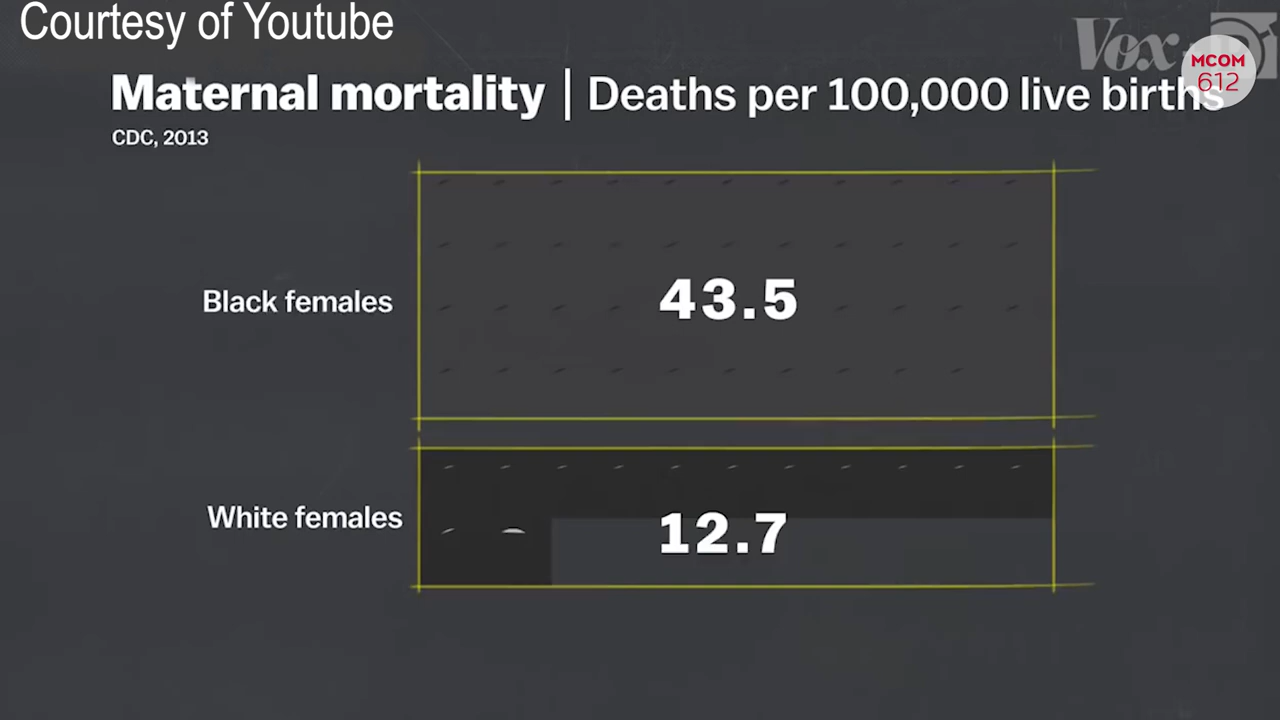 Courtesy of Youtube
Vox
MCOM
612
Maternal mortality | Deaths per 100,000 live births
CDC, 2013
Black females
43.5
White females
12.7